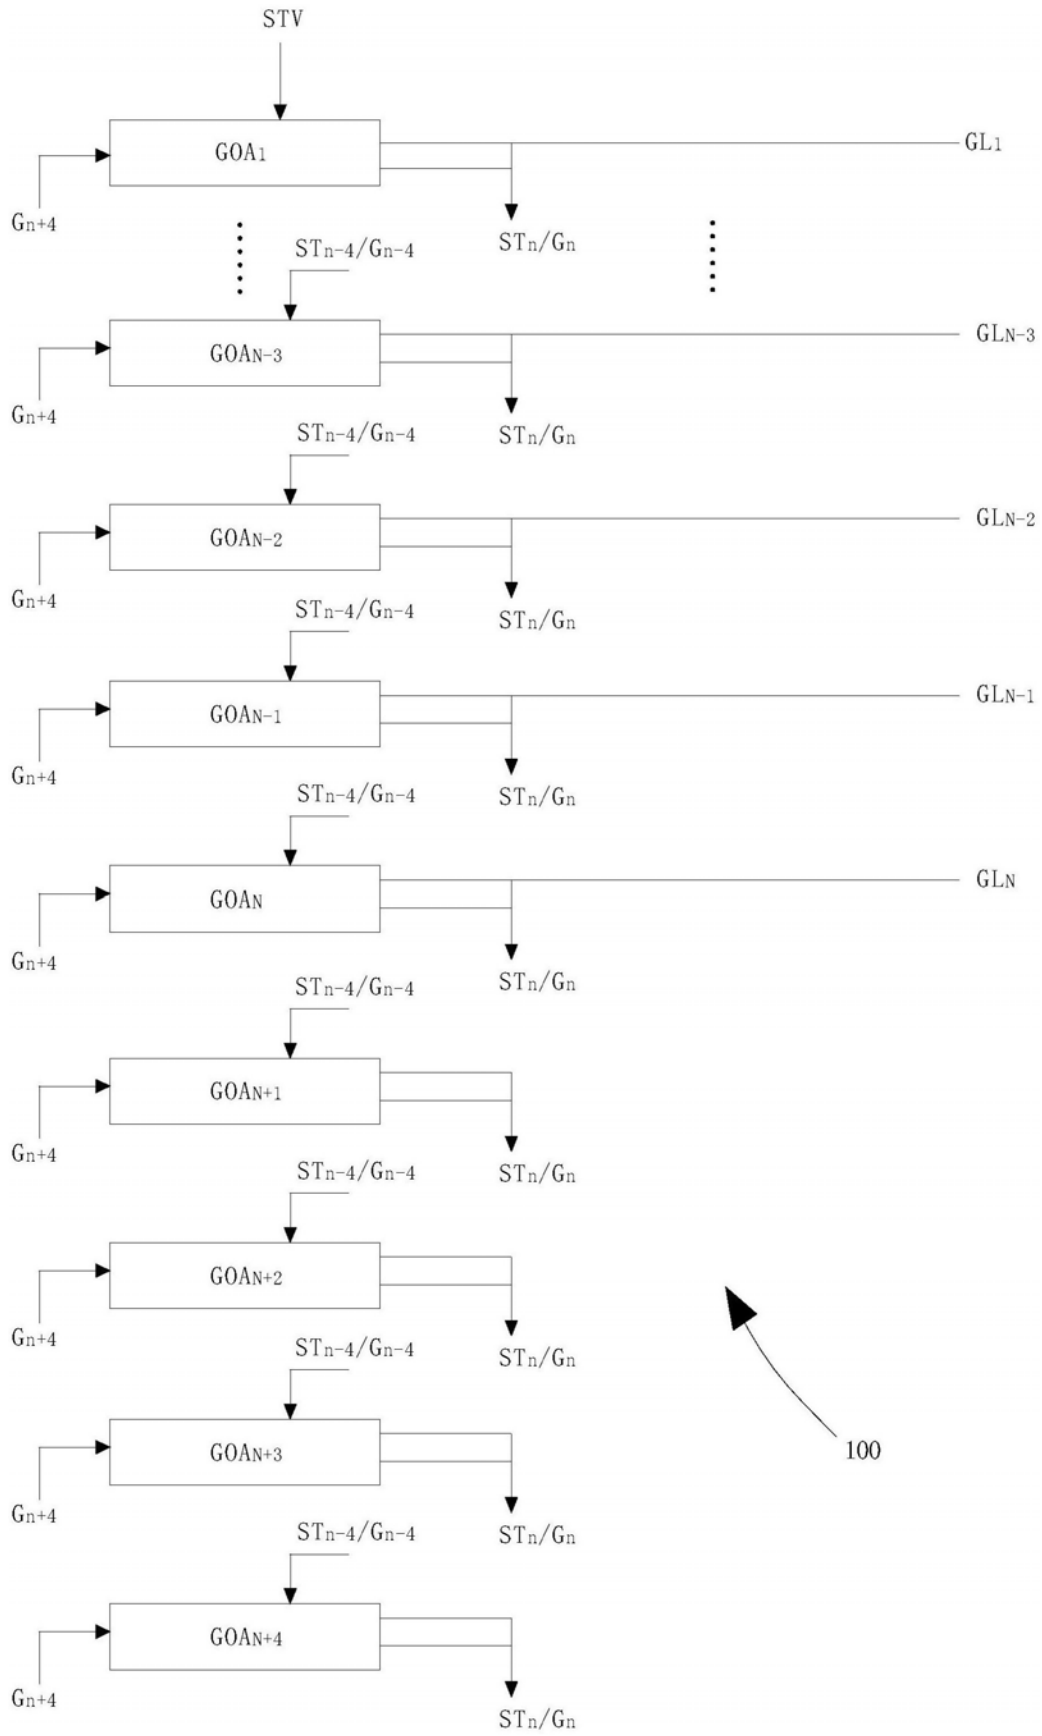 STV
GOA1
GL1
Gn+4
STn/Gn
STn-4/Gn-4
GOAN-3
GLN-3
Gn+4
STn/Gn
STn-4/Gn-4
GOAN-2
GLN-2
Gn+4
STn/Gn
STn-4/Gn-4
GOAN-1
GLN-1
Gn+4
STn/Gn
STn-4/Gn-4
GOAN
GLN
Gn+4
STn/Gn
STn-4/Gn-4
GOAN+1
Gn+4
STn/Gn
STn-4/Gn-4
GOAN+2
Gn+4
STn/Gn
STn-4/Gn-4
GOAN+3
100
Gn+4
STn/Gn
STn-4/Gn-4
GOAN+4
Gn+4
STn/Gn